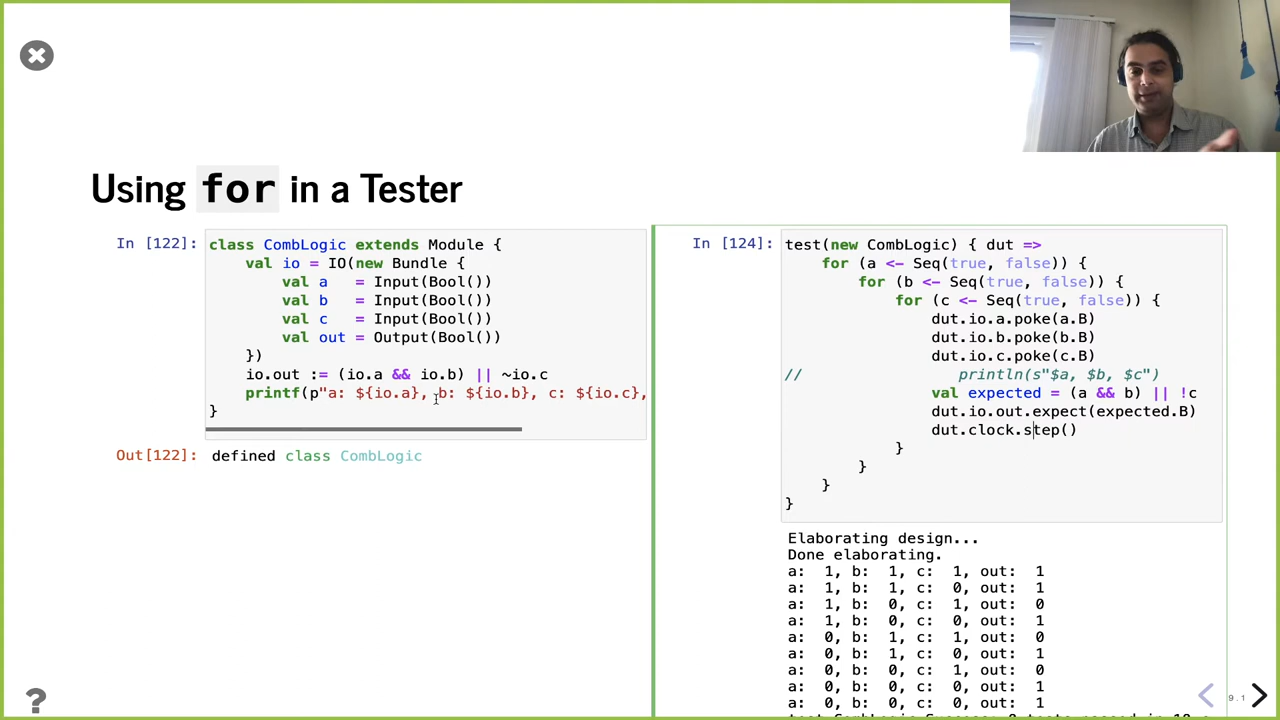 Using for in a Tester
In [122]:
class CombLogic extends Module {
val io = IO(new Bundle {
val a = Input(Bool())
val b = Input(Bool())
val c = Input(Bool())
val out = Output(Bool())
})
io.out := (io.a && io.b) || ~io.c
printf(p"a: ${io.a}, b: ${io.b}, c: ${io.c},
}
Out[122]: defined class CombLogic
In [124]:
test(new CombLogic) { dut =>
for (a <- Seq(true, false)) {
for (b <- Seq(true, false)) {
for (c <- Seq(true, false)) {
dut.io.a.poke(a.B)
dut.io.b.poke(b.B)
dut.io.c.poke(c.B)
// println(s"$a, $b, $c")
val expected = (a && b) || !c
dut.io.out.expect(expected.B)
dut.clock.step()
}
}
}
}
Elaborating design...
Done elaborating.
a: 1, b: 1, c: 1, out: 1
a: 1, b: 1, c: 0, out: 1
a: 1, b: 0, c: 1, out: 0
a: 1, b: 0, c: 0, out: 1
a: 0, b: 1, c: 1, out: 0
a: 0, b: 1, c: 0, out: 1
a: 0, b: 0, c: 1, out: 0
a: 0, b: 0, c: 0, out: 1
a: 0, b: 0, c: 0, out: 1
?
9.1